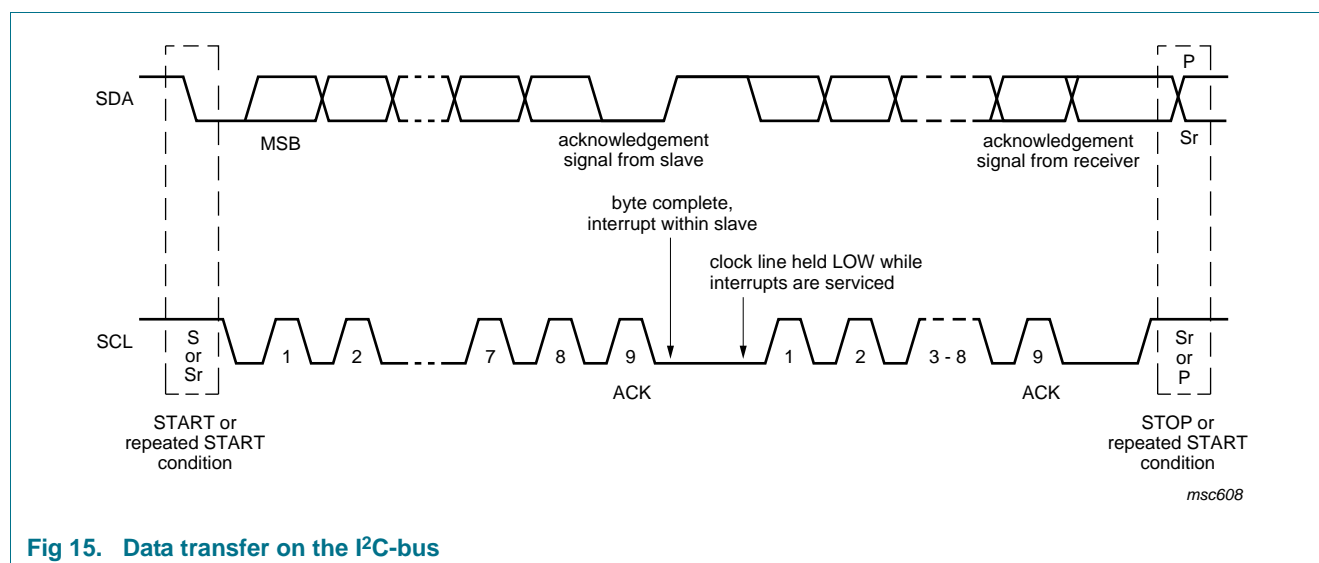 P
SDA
MSB
acknowledgement
signal from slave
acknowledgement
signal from receiver
Sr
byte complete,
interrupt within slave
clock line held LOW while
interrupts are serviced
SCL
S
or
Sr
1
2
7
8
9
1
2
3 - 8
9
Sr
or
P
ACK
ACK
START or
repeated START
condition
STOP or
repeated START
condition
msc608
Fig 15. Data transfer on the I²C-bus